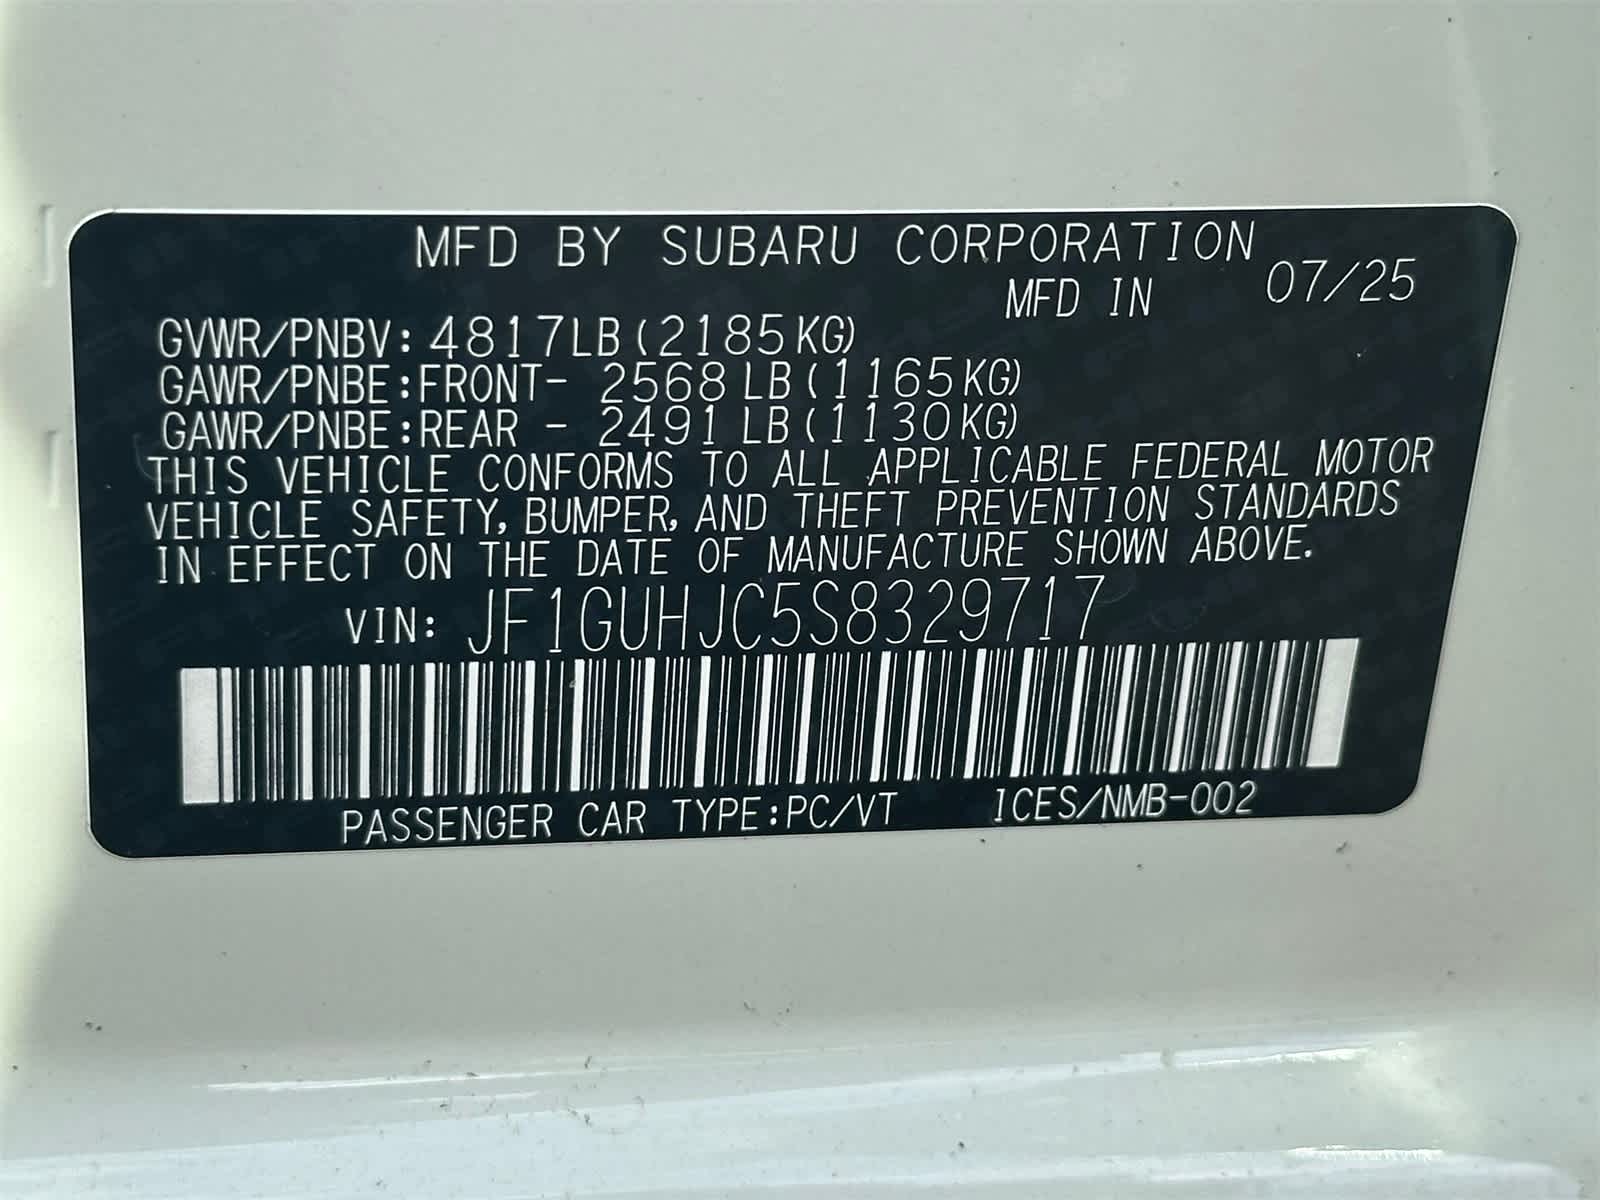 MFD BY SUBARU CORPORATION
MFD IN 07/25
GVWR/PNBV: 4817LB(2185KG)
GAWR/PNBE:FRONT- 2568LB(1165KG)
GAWR/PNBE:REAR - 2491LB(1130KG)
THIS VEHICLE CONFORMS TO ALL APPLICABLE FEDERAL MOTOR
VEHICLE SAFETY, BUMPER, AND THEFT PREVENTION STANDARDS
IN EFFECT ON THE DATE OF MANUFACTURE SHOWN ABOVE.
VIN: JF1GUHJC5S8329717
PASSENGER CAR TYPE:PC/VT ICES/NMB-002